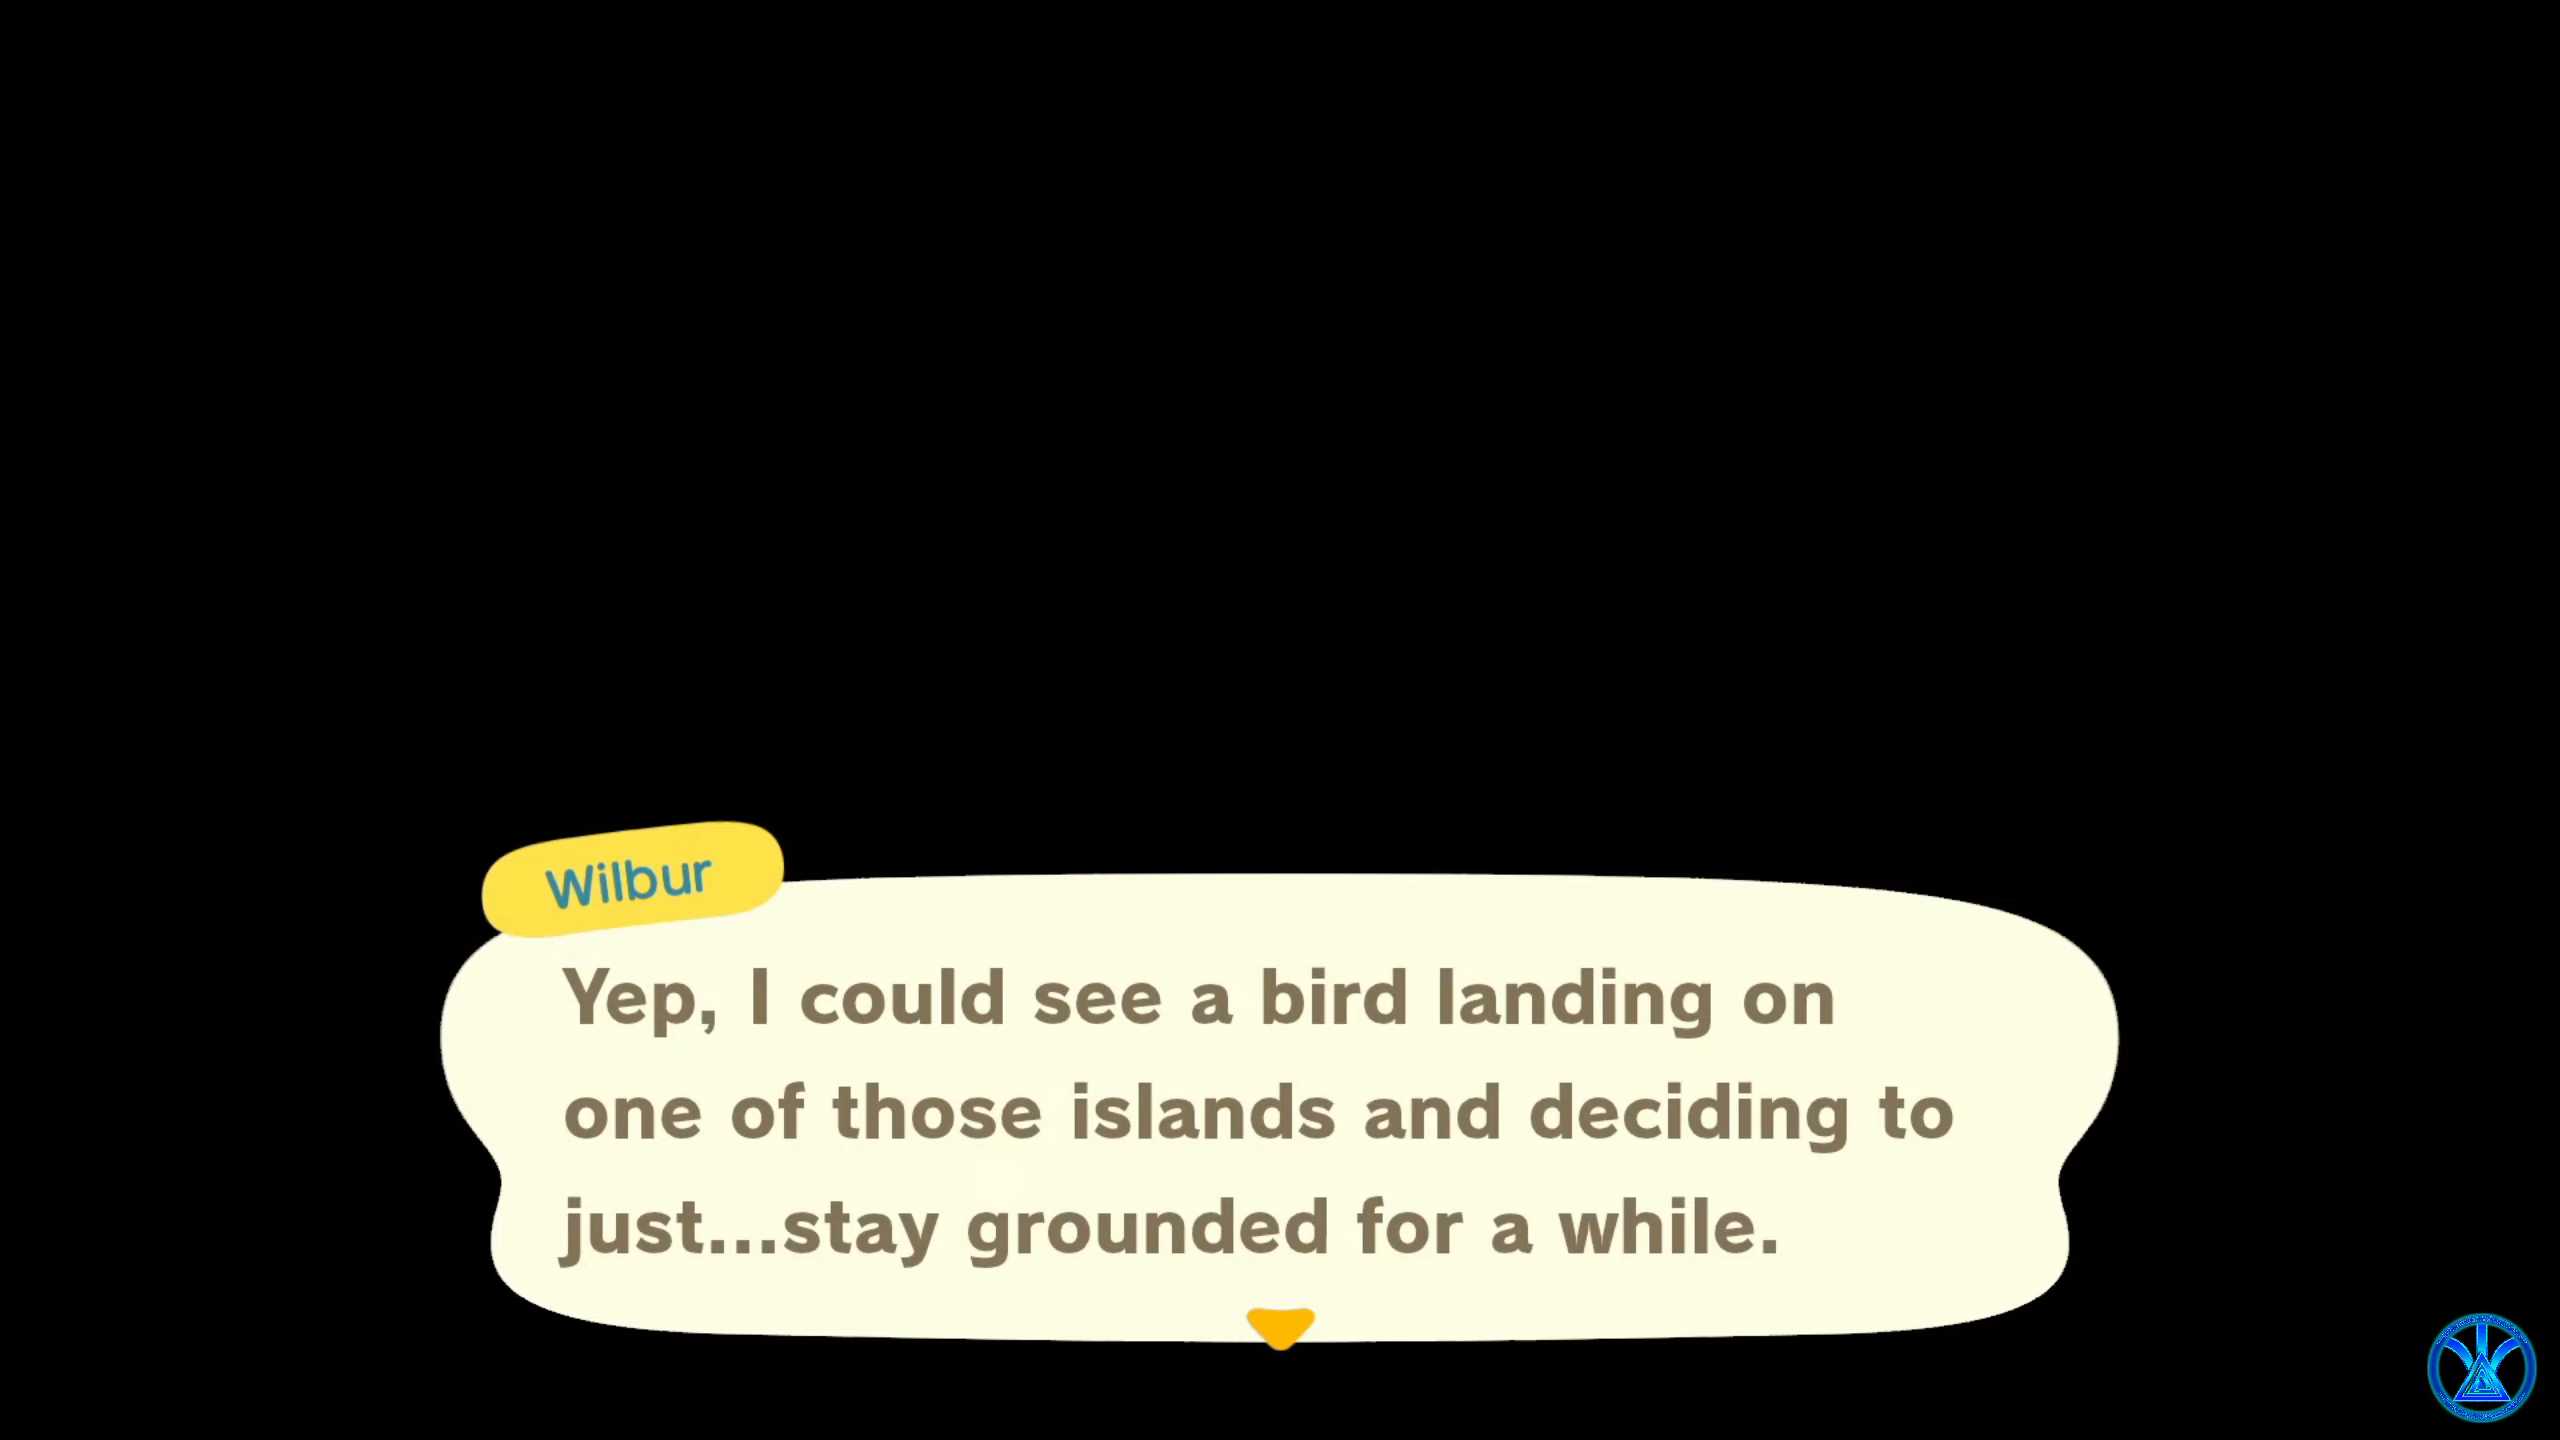 Wilbur
Yep, I could see a bird landing on
one of those islands and deciding to
just...stay grounded for a while.